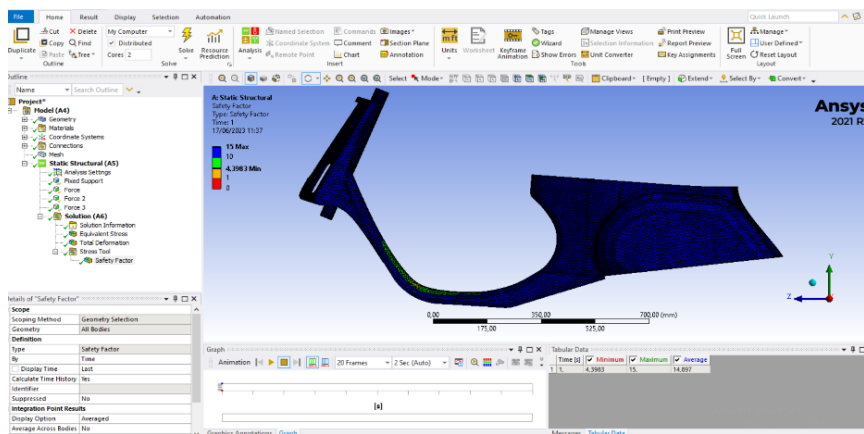 File Home Result Display Selection Automation Quick Launch
Duplicate
Cut Delete
Copy Find
Paste Tree
Outline
My Computer
Distributed
Cores 2
Solve
Resource Prediction
Solve
Analysis
Named Selection
Coordinate System
Remote Point
Commands
Comment
Chart
Images
Section Plane
Annotation
Insert
Units
Worksheet
Keyframe Animation
Tags
Wizard
Show Errors
Manage Views
Selection Information
Unit Converter
Print Preview
Report Preview
Key Assignments
Tools
Full Screen
Manage
User Defined
Reset Layout
Layout
Outline
Name Search Outline
Select Mode Clipboard [Empty] Extend Select By Convert
Project*
Model (A4)
Geometry
Materials
Coordinate Systems
Connections
Mesh
Static Structural (A5)
Analysis Settings
Fixed Support
Force
Force 2
Force 3
Solution (A6)
Solution Information
Equivalent Stress
Total Deformation
Stress Tool
Safety Factor
A: Static Structural
Safety Factor
Type: Safety Factor
Time: 1
17/06/2023 11:37
15 Max
10
4,3983 Min
1
0
Ansys
2021 R
Y
Z
0,00 350,00 700,00 (mm)
175,00 525,00
Details of "Safety Factor"
Scope
Scoping Method Geometry Selection
Geometry All Bodies
Definition
Type Safety Factor
By Time
Display Time Last
Calculate Time History Yes
Identifier
Suppressed No
Integration Point Results
Display Option Averaged
Average Across Bodies No
Graph
Animation 20 Frames 2 Sec (Auto)
[s]
Graphics Annotations Graph
Tabular Data
Time [s] Minimum Maximum Average
1 1, 4,3983 15, 14,897
Messages Tabular Data